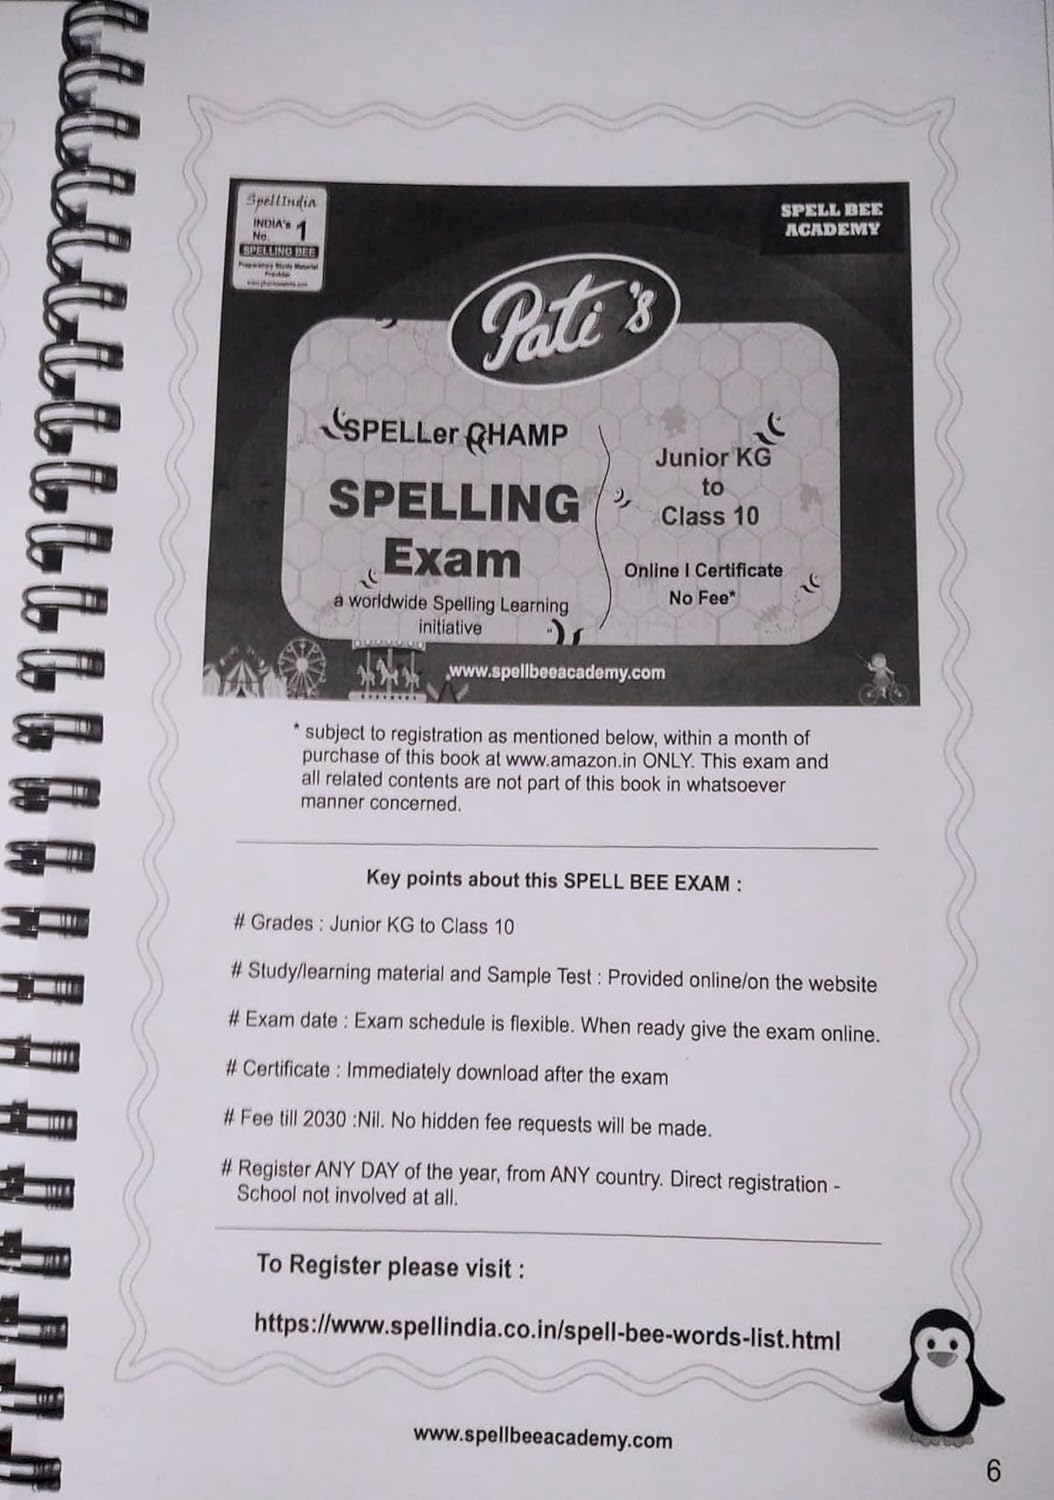 SpellIndia
INDIA's
No. 1
SPELLING BEE
Preparatory Study Material
Provider
SPELL BEE
ACADEMY
Pati's
SPELLer CHAMP
SPELLING
Exam
a worldwide Spelling Learning
initiative
Junior KG
to
Class 10
Online I Certificate
No Fee*
www.spellbeeacademy.com
* subject to registration as mentioned below, within a month of
purchase of this book at www.amazon.in ONLY. This exam and
all related contents are not part of this book in whatsoever
manner concerned.
Key points about this SPELL BEE EXAM :
# Grades : Junior KG to Class 10
# Study/learning material and Sample Test : Provided online/on the website
# Exam date : Exam schedule is flexible. When ready give the exam online.
# Certificate : Immediately download after the exam
# Fee till 2030 :Nil. No hidden fee requests will be made.
# Register ANY DAY of the year, from ANY country. Direct registration -
School not involved at all.
To Register please visit :
https://www.spellindia.co.in/spell-bee-words-list.html
www.spellbeeacademy.com
6